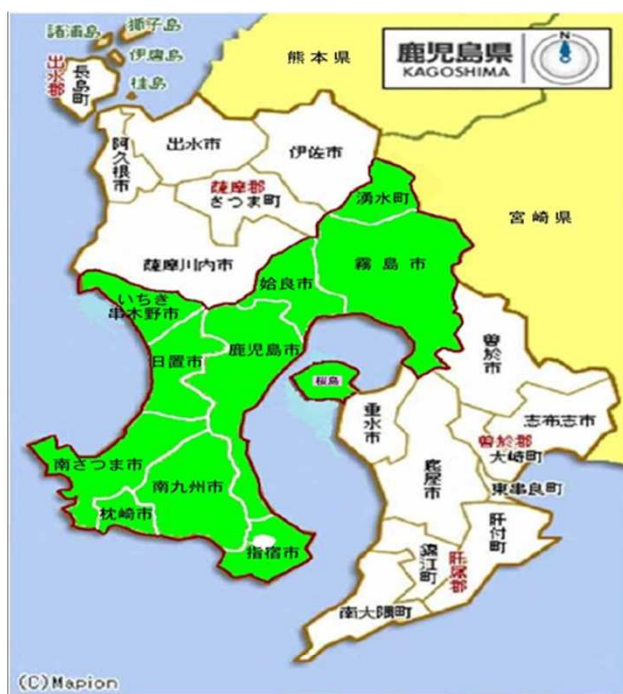 諸浦島
獅子島
伊唐島
桂島
出水郡
長島町
熊本県
鹿児島県
KAGOSHIMA
宮崎県
阿久根市
出水市
伊佐市
薩摩郡
さつま町
湧水町
薩摩川内市
霧島市
姶良市
いちき
串木野市
鹿児島市
日置市
桜島
曽於市
垂水市
志布志市
曽於郡
大崎町
鹿屋市
東串良町
南さつま市
南九州市
枕崎市
指宿市
肝付町
錦江町
肝属郡
南大隅町
(C)Mapion